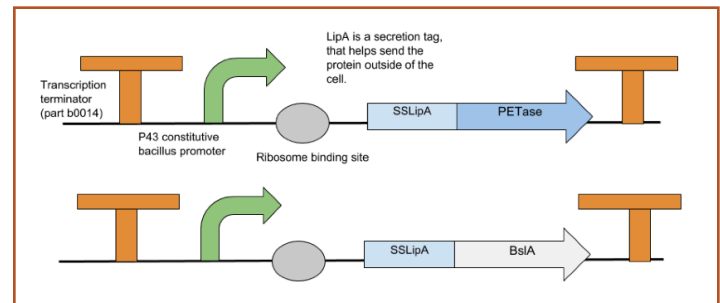 LipA is a secretion tag,
that helps send the
protein outside of the
cell.
Transcription
terminator
(part b0014)
SSLipA
PETase
P43 constitutive
bacillus promoter
Ribosome binding site
SSLipA
BslA